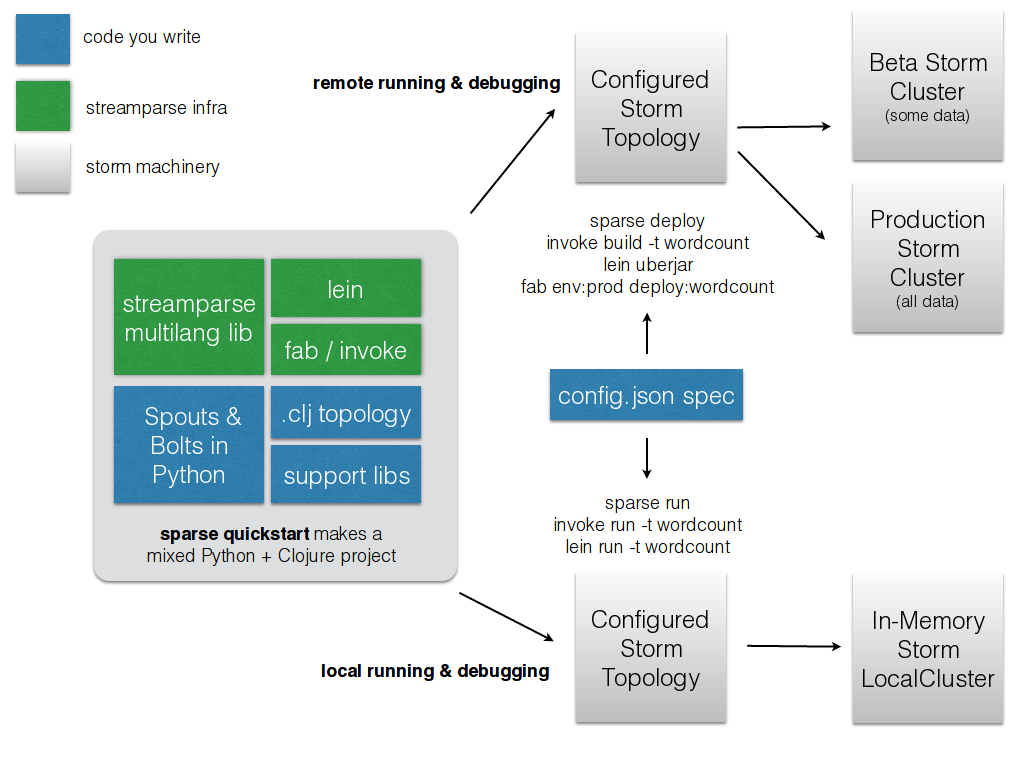 code you write
streamparse infra
storm machinery
remote running & debugging
Configured
Storm
Topology
Beta Storm
Cluster
(some data)
Production
Storm
Cluster
(all data)
sparse deploy
invoke build -t wordcount
lein uberjar
fab env:prod deploy:wordcount
streamparse
multilang lib
lein
fab / invoke
Spouts &
Bolts in
Python
.clj topology
support libs
sparse quickstart makes a
mixed Python + Clojure project
config.json spec
sparse run
invoke run -t wordcount
lein run -t wordcount
local running & debugging
Configured
Storm
Topology
In-Memory
Storm
LocalCluster